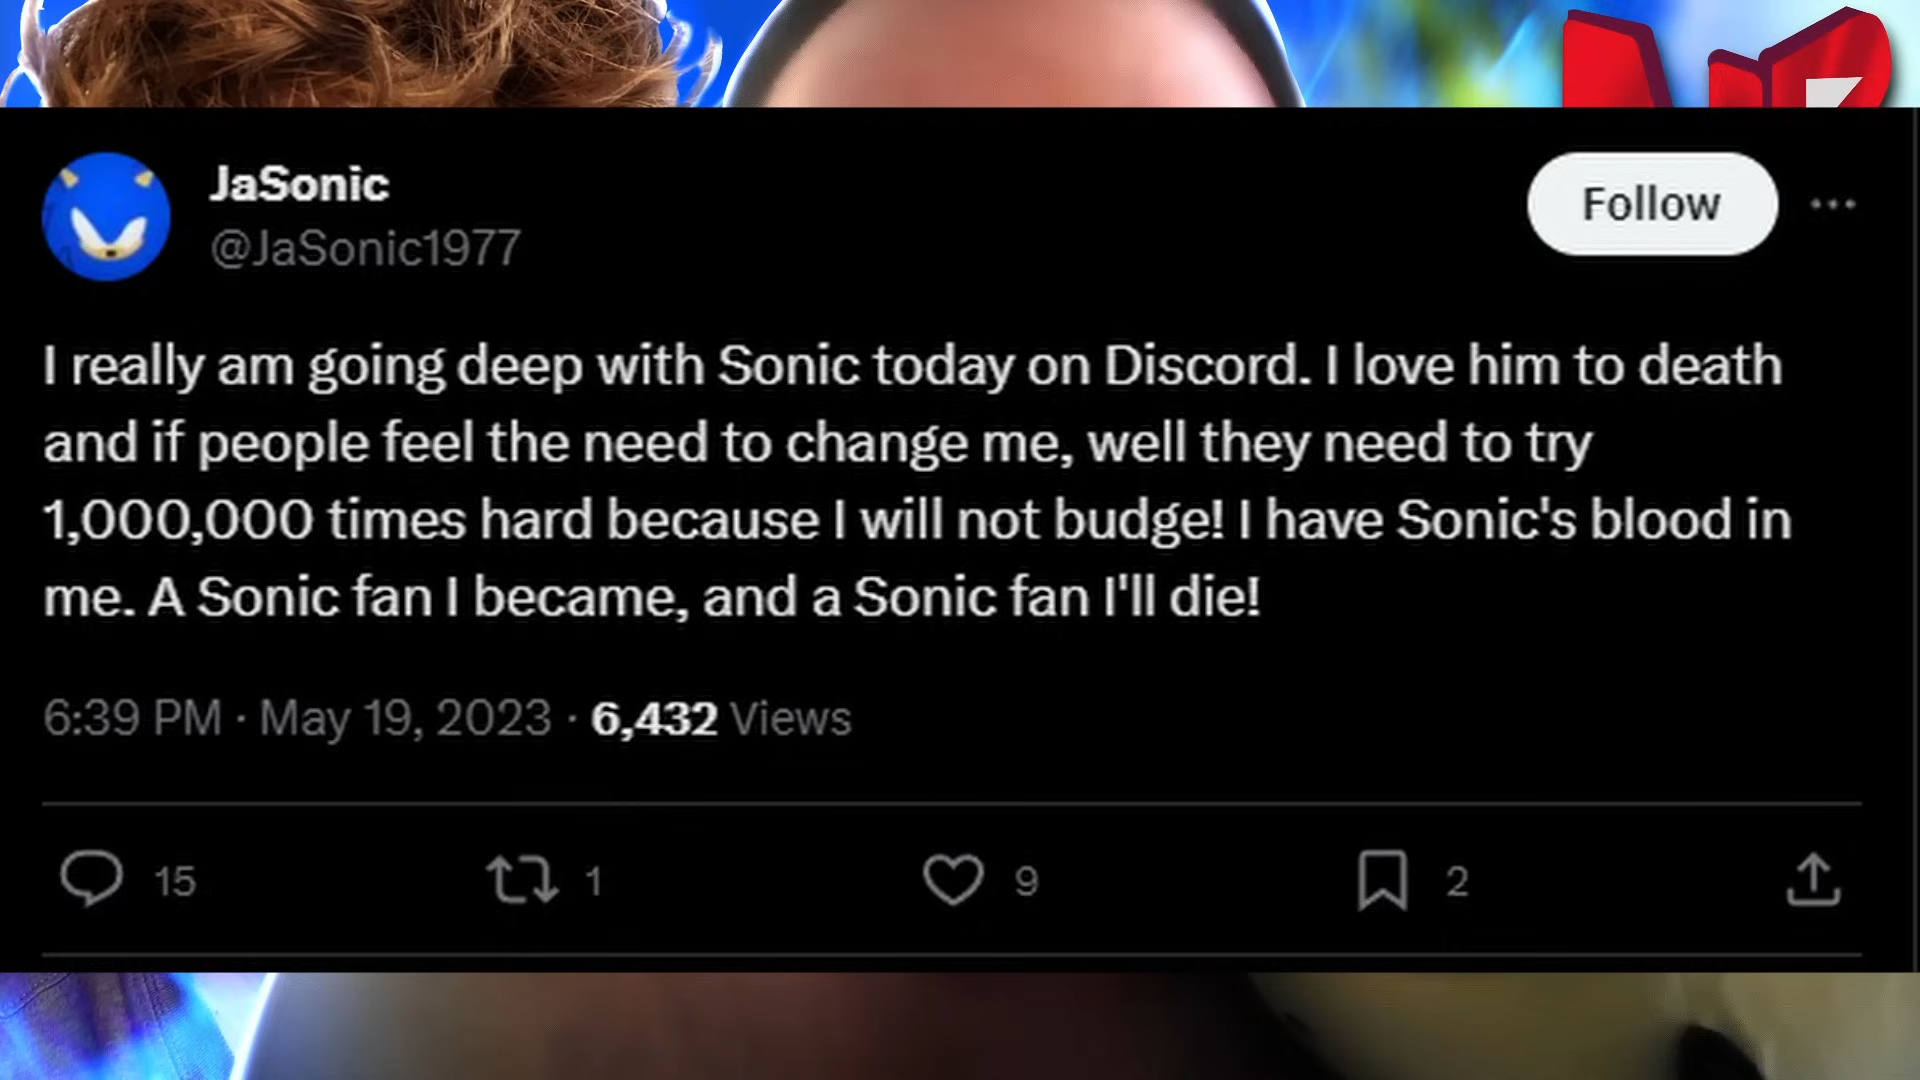 JaSonic
@JaSonic1977
Follow
I really am going deep with Sonic today on Discord. I love him to death
and if people feel the need to change me, well they need to try
1,000,000 times hard because I will not budge! I have Sonic's blood in
me. A Sonic fan I became, and a Sonic fan I'll die!
6:39 PM · May 19, 2023 · 6,432 Views
15 1 9 2